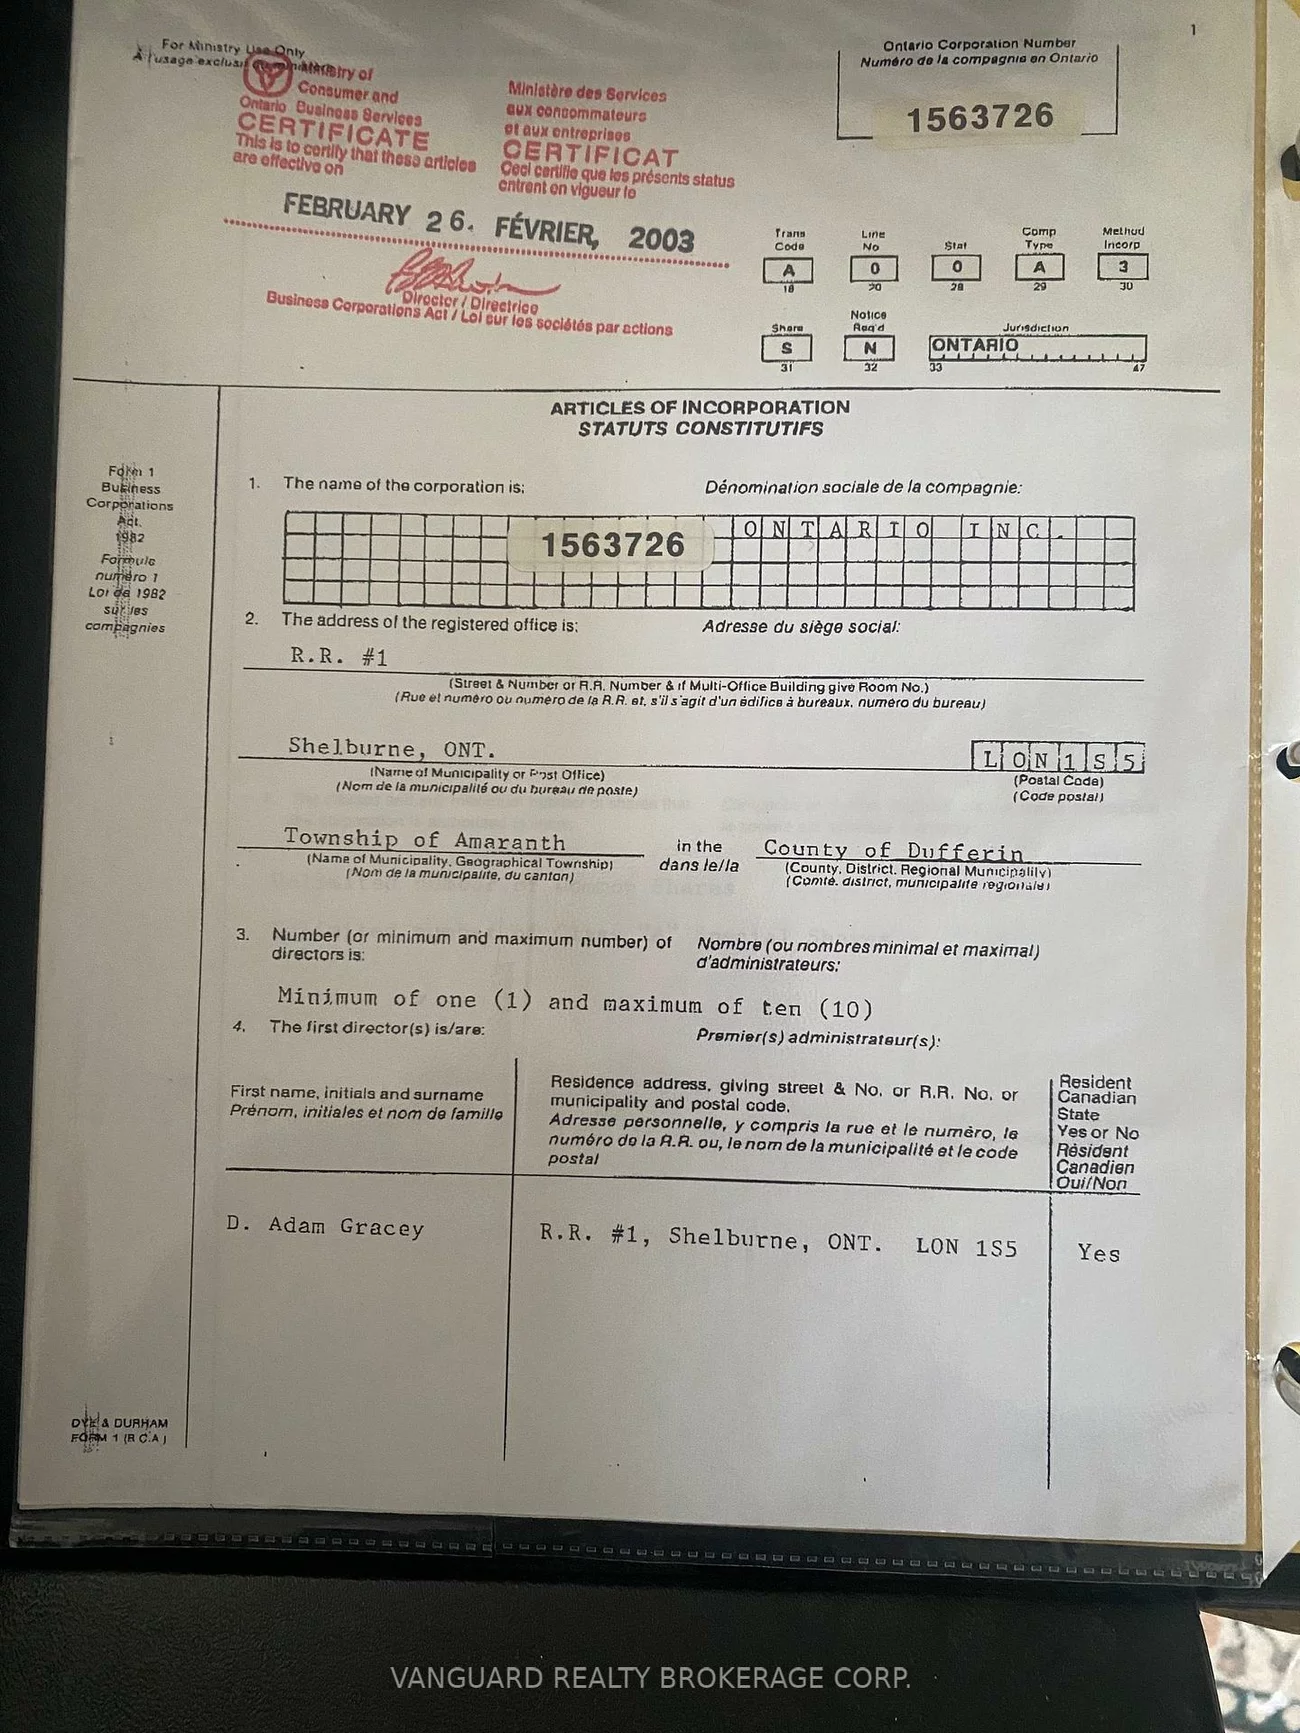 1
For Ministry Use Only
À l'usage exclusif du ministère
Ontario Corporation Number
Numéro de la compagnie en Ontario
1563726
Ministry of
Consumer and
Ontario Business Services
CERTIFICATE
This is to certify that these articles
are effective on
Ministère des Services
aux consommateurs
et aux entreprises
CERTIFICAT
Ceci certifie que les présents status
entrent en vigueur le
FEBRUARY 26. FÉVRIER, 2003
Director / Directrice
Business Corporations Act / Loi sur les sociétés par actions
Trans Code
A
18
Line No
0
20
Stat
0
28
Comp Type
A
29
Method Incorp
3
30
Share
S
31
Notice Req'd
N
32
Jurisdiction
ONTARIO
33 47
ARTICLES OF INCORPORATION
STATUTS CONSTITUTIFS
Form 1
Business
Corporations
Act.
1982
Formule
numéro 1
Loi de 1982
sur les
compagnies
1. The name of the corporation is: Dénomination sociale de la compagnie:
1563726 ONTARIO INC.
2. The address of the registered office is: Adresse du siège social:
R.R. #1
(Street & Number or R.R. Number & if Multi-Office Building give Room No.)
(Rue et numéro ou numéro de la R.R. et, s'il s'agit d'un édifice à bureaux, numéro du bureau)
Shelburne, ONT. LON1S5
(Name of Municipality or Post Office) (Postal Code)
(Nom de la municipalité ou du bureau de poste) (Code postal)
Township of Amaranth in the County of Dufferin
(Name of Municipality, Geographical Township) dans le/la (County, District, Regional Municipality)
(Nom de la municipalité, du canton) (Comté, district, municipalité régionale)
3. Number (or minimum and maximum number) of directors is: Nombre (ou nombres minimal et maximal) d'administrateurs:
Minimum of one (1) and maximum of ten (10)
4. The first director(s) is/are: Premier(s) administrateur(s):
First name, initials and surname
Prénom, initiales et nom de famille
Residence address, giving street & No. or R.R. No. or
municipality and postal code.
Adresse personnelle, y compris la rue et le numéro, le
numéro de la R.R. ou, le nom de la municipalité et le code
postal
Resident
Canadian
State
Yes or No
Résident
Canadien
Oui/Non
D. Adam Gracey R.R. #1, Shelburne, ONT. LON 1S5 Yes
DYE & DURHAM
FORM 1 (B.C.A.)
VANGUARD REALTY BROKERAGE CORP.